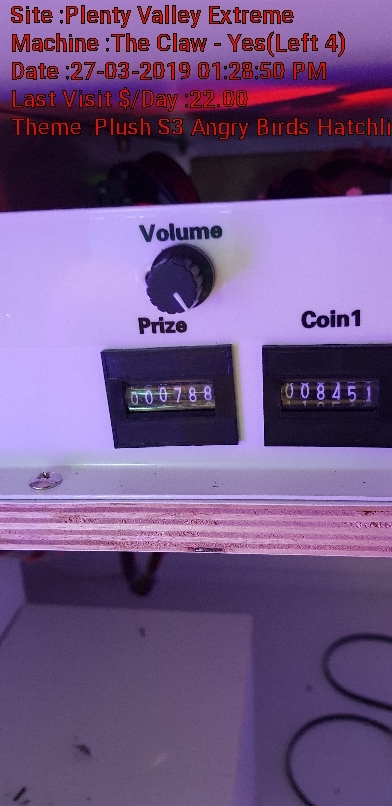 Site :Plenty Valley Extreme
Machine :The Claw - Yes(Left 4)
Date :27-03-2019 01:28:50 PM
Last Visit $/Day :22.00
Theme :Plush S3 Angry Birds Hatchli
Volume
Prize
Coin1
000788
008451